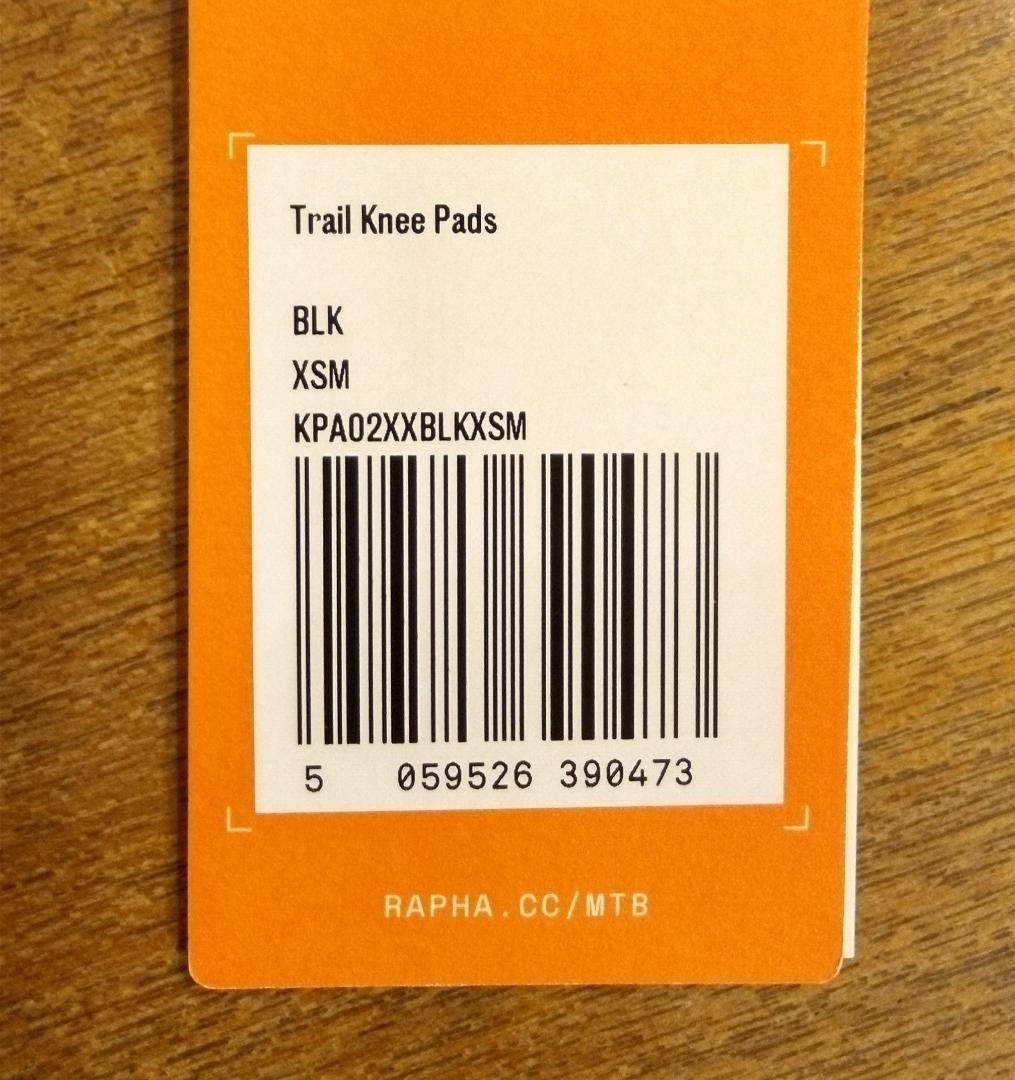 Trail Knee Pads
BLK
XSM
KPA02XXBLKXSM
5 059526 390473
RAPHA.CC/MTB